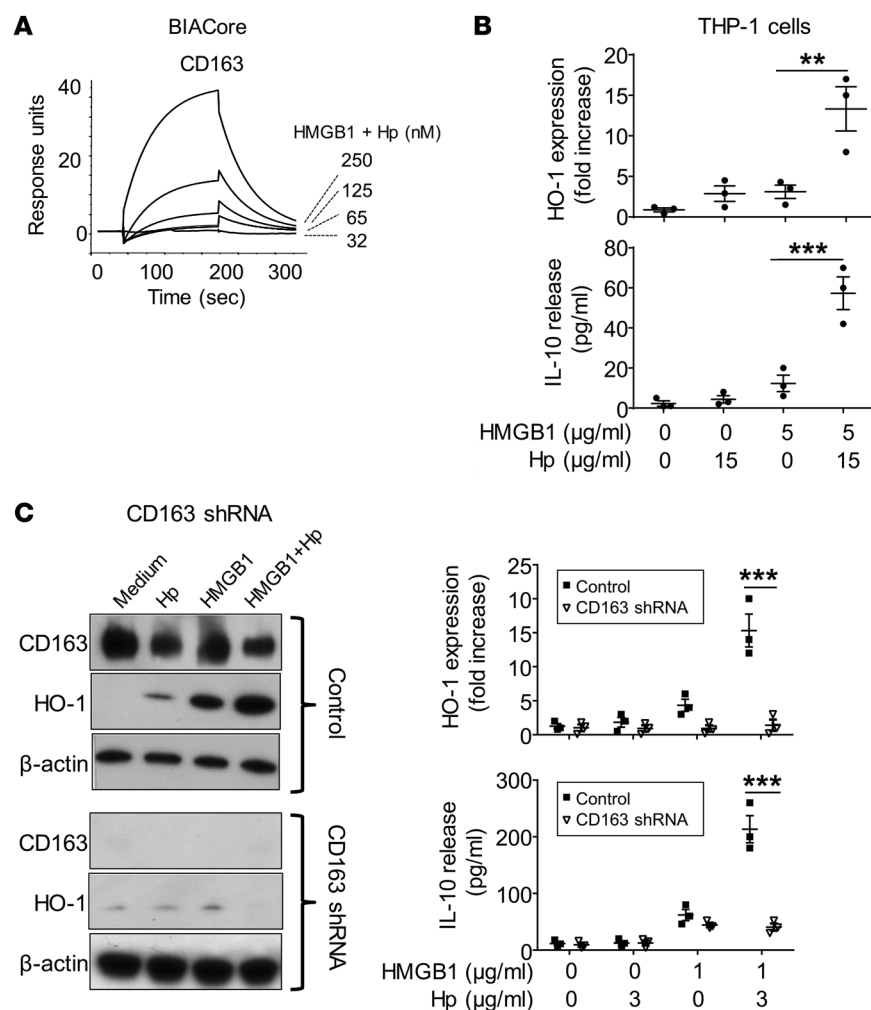 A
BIACore
CD163
Response units
40
20
0
0 100 200 300
Time (sec)
HMGB1 + Hp (nM)
250
125
65
32
B
THP-1 cells
HO-1 expression
(fold increase)
20
15
10
5
0
**
IL-10 release
(pg/ml)
80
60
40
20
0
***
HMGB1 (µg/ml) 0 0 5 5
Hp (µg/ml) 0 15 0 15
C
CD163 shRNA
Medium
Hp
HMGB1
HMGB1+Hp
CD163
HO-1
β-actin
Control
CD163
HO-1
β-actin
CD163 shRNA
HO-1 expression
(fold increase)
25
10
15
10
5
0
Control
CD163 shRNA
***
IL-10 release
(pg/ml)
300
200
100
0
Control
CD163 shRNA
***
HMGB1 (µg/ml) 0 0 1 1
Hp (µg/ml) 0 3 0 3